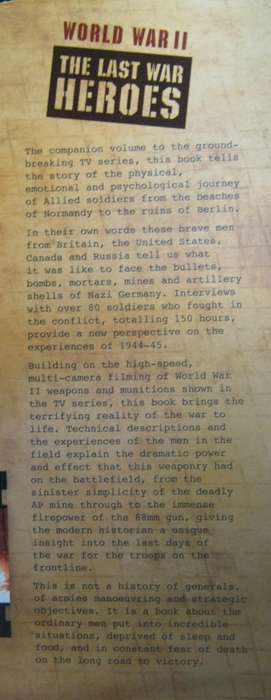 WORLD WAR II
THE LAST WAR
HEROES
The companion volume to the ground-
breaking TV series, this book tells
the story of the physical,
emotional and psychological journey
of Allied soldiers from the beaches
of Normandy to the ruins of Berlin.
In their own words these brave men
from Britain, the United States,
Canada and Russia tell us what
it was like to face the bullets,
bombs, mortars, mines and artillery
shells of Nazi Germany. Interviews
with over 80 soldiers who fought in
the conflict, totalling 150 hours,
provide a new perspective on the
experiences of 1944-45.
Building on the high-speed,
multi-camera filming of World War
II weapons and munitions shown in
the TV series, this book brings the
terrifying reality of the war to
life. Technical descriptions and
the experiences of the men in the
field explain the dramatic power
and effect that this weaponry had
on the battlefield, from the
sinister simplicity of the deadly
AP mine through to the immense
firepower of the 88mm gun, giving
the modern historian a unique
insight into the last days of
the war for the troops on the
frontline.
This is not a history of generals,
of armies manoeuvring and strategic
objectives. It is a book about the
ordinary men put into incredible
situations, deprived of sleep and
food, and in constant fear of death
on the long road to victory.